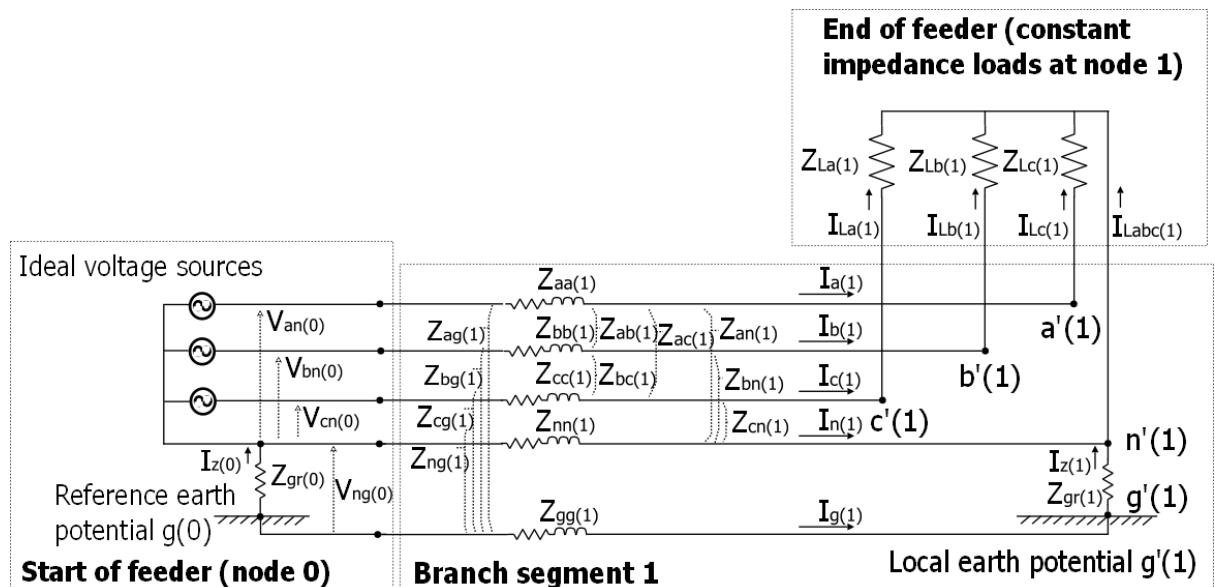 End of feeder (constant
impedance loads at node 1)
ZLa(1)
ZLb(1)
ZLc(1)
ILa(1)
ILb(1)
ILc(1)
ILabc(1)
Ideal voltage sources
Van(0)
Vbn(0)
Vcn(0)
Iz(0)
Zgr(0)
Vng(0)
Reference earth
potential g(0)
Start of feeder (node 0)
Zaa(1)
Ia(1)
Zag(1)
Zbb(1)
Zab(1)
Zac(1)
Zan(1)
Ib(1)
a'(1)
Zbg(1)
Zcc(1)
Zbc(1)
Zbn(1)
Ic(1)
b'(1)
Zcg(1)
Znn(1)
Zcn(1)
In(1)
c'(1)
Zng(1)
n'(1)
Iz(1)
Zgr(1)
g'(1)
Zgg(1)
Ig(1)
Local earth potential g'(1)
Branch segment 1